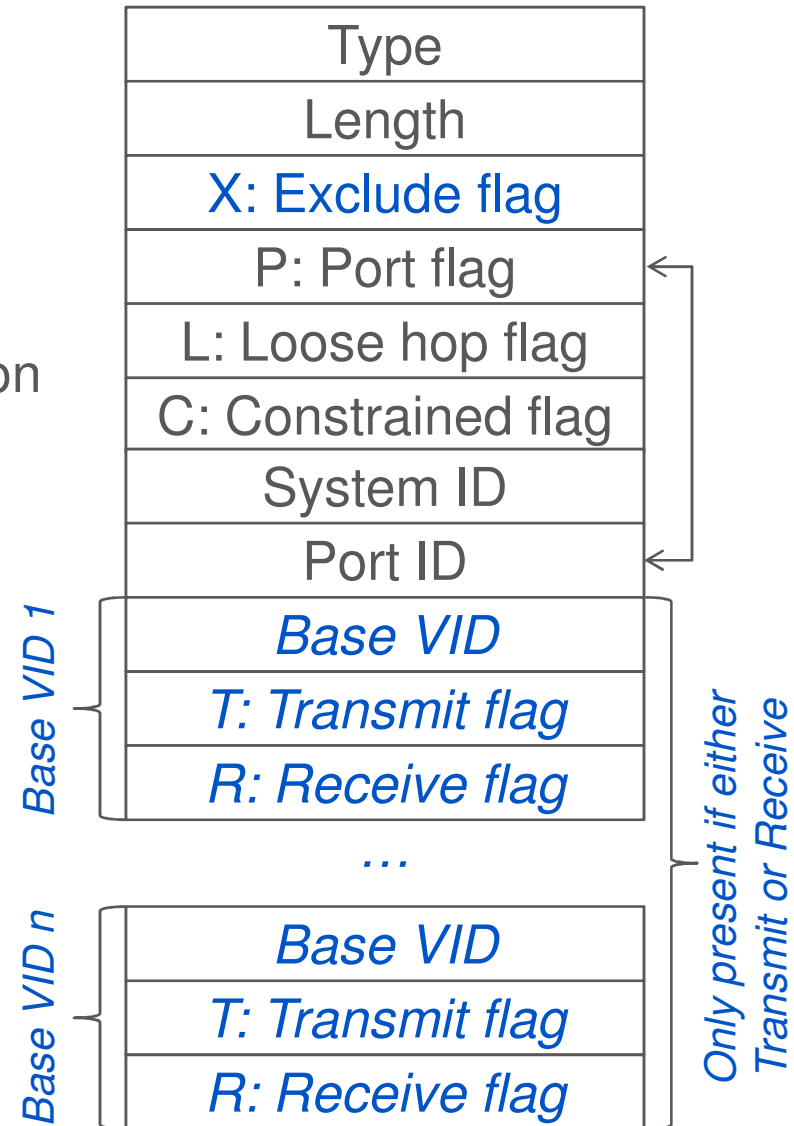 Type
Length
X: Exclude flag
P: Port flag
L: Loose hop flag
on
C: Constrained flag
System ID
Port ID
Base VID 1
Base VID
T: Transmit flag
R: Receive flag
…
Only present if either
Transmit or Receive
Base VID n
Base VID
T: Transmit flag
R: Receive flag